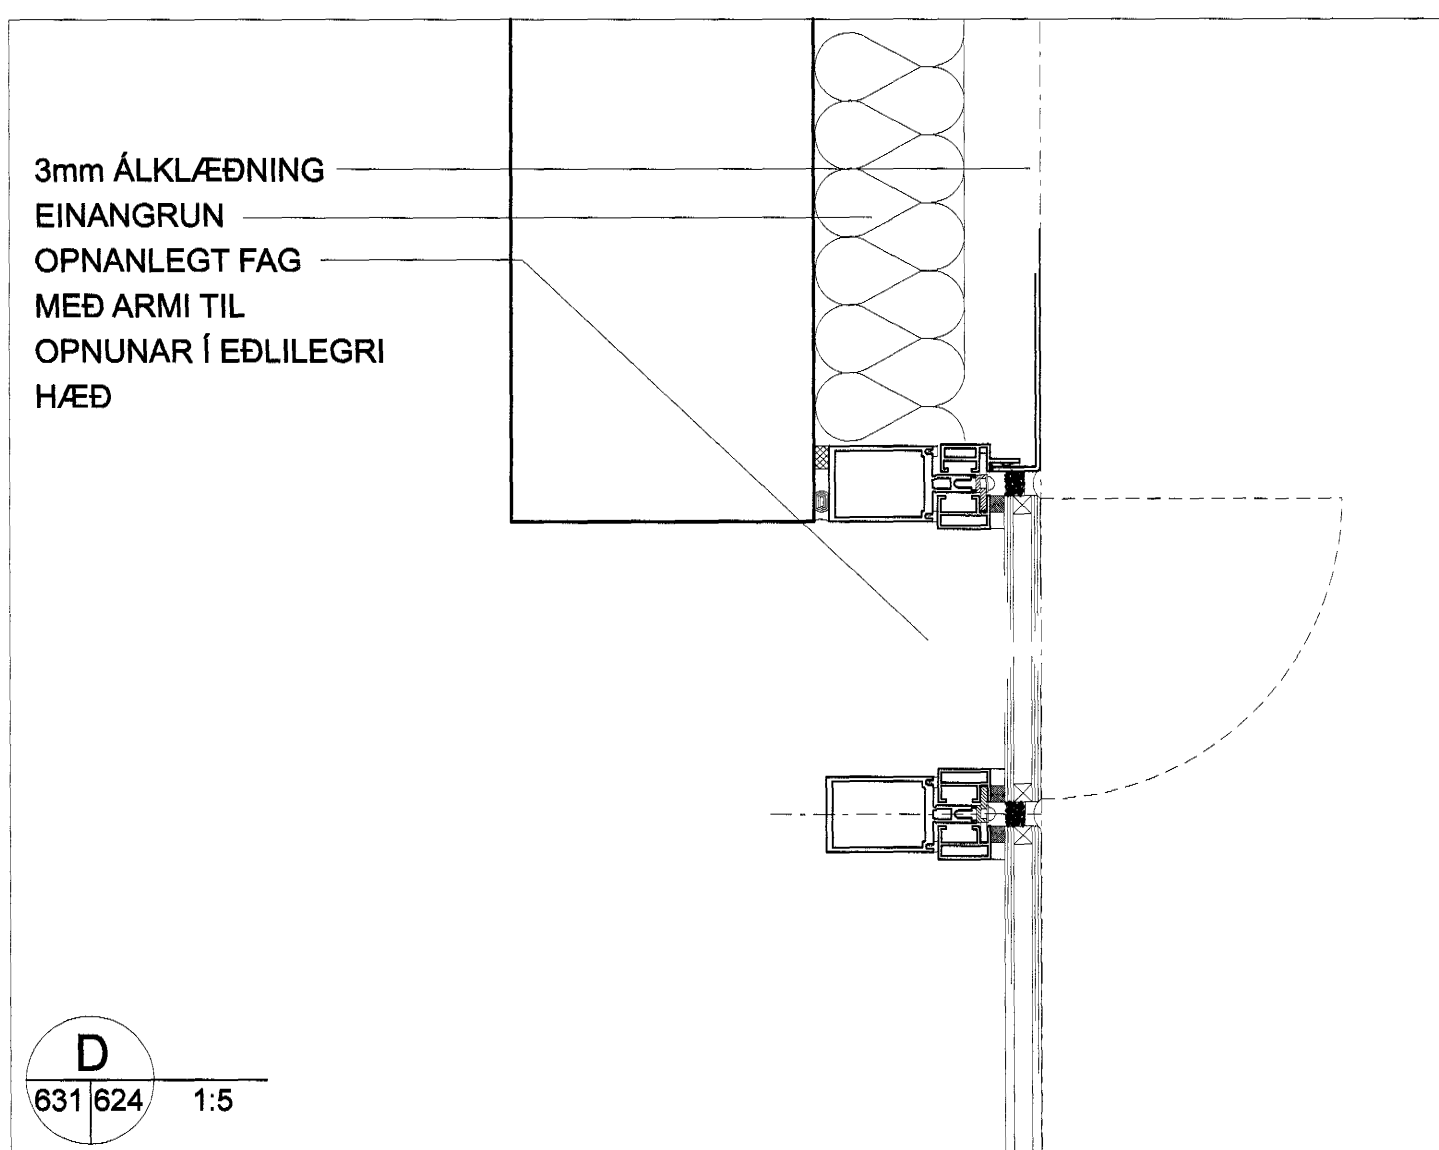 3mm ÁLKLÆÐNING
EINANGRUN
OPNANLEGT FAG
MEÐ ARMI TIL
OPNUNAR Í EÐLILEGRI
HÆÐ
D
631 624 1:5